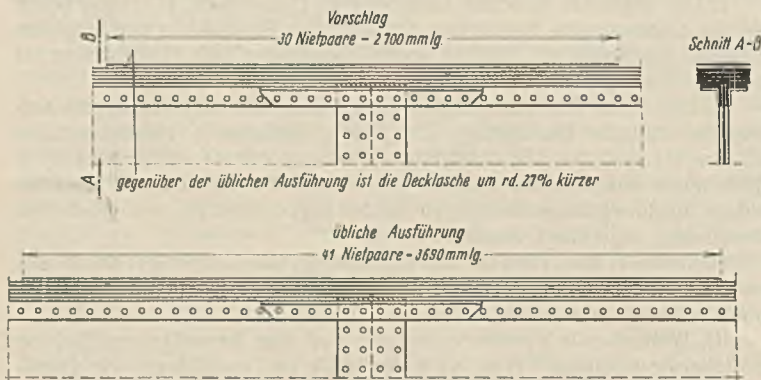 Vorschlag
30 Nietpaare - 2700 mm lg.
Schnitt A-B
B
A
gegenüber der üblichen Ausführung ist die Decklasche um rd. 27% kürzer
übliche Ausführung
41 Nietpaare - 3690 mm lg.